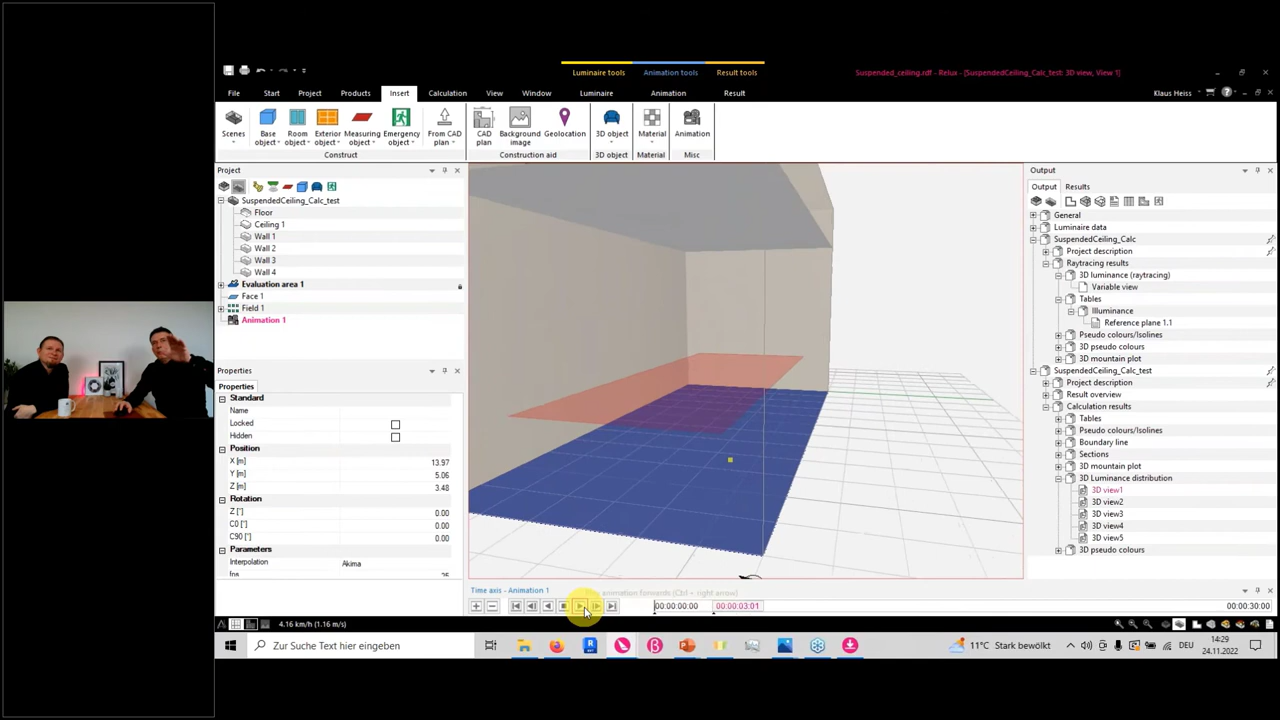 Luminaire tools Animation tools Result tools
Suspended_ceiling.rdf - Relux - [SuspendedCeiling_Calc_test: 3D view, View 1]
File Start Project Products Insert Calculation View Window Luminaire Animation Result
Klaus Heiss
Scenes Base object Room object Exterior object Measuring object Emergency object From CAD plan CAD plan Background image Geolocation 3D object Material Animation
Construct Construction aid 3D object Material Misc
Project
SuspendedCeiling_Calc_test
Floor
Ceiling 1
Wall 1
Wall 2
Wall 3
Wall 4
Evaluation area 1
Face 1
Field 1
Animation 1
Properties
Properties
Standard
Name
Locked
Hidden
Position
X [m] 13.97
Y [m] 5.06
Z [m] 3.48
Rotation
Z [°] 0.00
C0 [°] 0.00
C90 [°] 0.00
Parameters
Interpolation Akima
fps 25
Output
Output Results
General
Luminaire data
SuspendedCeiling_Calc
Project description
Raytracing results
3D luminance (raytracing)
Variable view
Tables
Illuminance
Reference plane 1.1
Pseudo colours/Isolines
3D pseudo colours
3D mountain plot
SuspendedCeiling_Calc_test
Project description
Result overview
Calculation results
Tables
Pseudo colours/Isolines
Boundary line
Sections
3D mountain plot
3D Luminance distribution
3D view1
3D view2
3D view3
3D view4
3D view5
3D pseudo colours
Time axis - Animation 1
animation forwards (Ctrl + right arrow)
00:00:00:00 00:00:03:01 00:00:30:00
4.16 km/h (1.16 m/s)
Zur Suche Text hier eingeben
11°C Stark bewölkt
DEU
14:29
24.11.2022